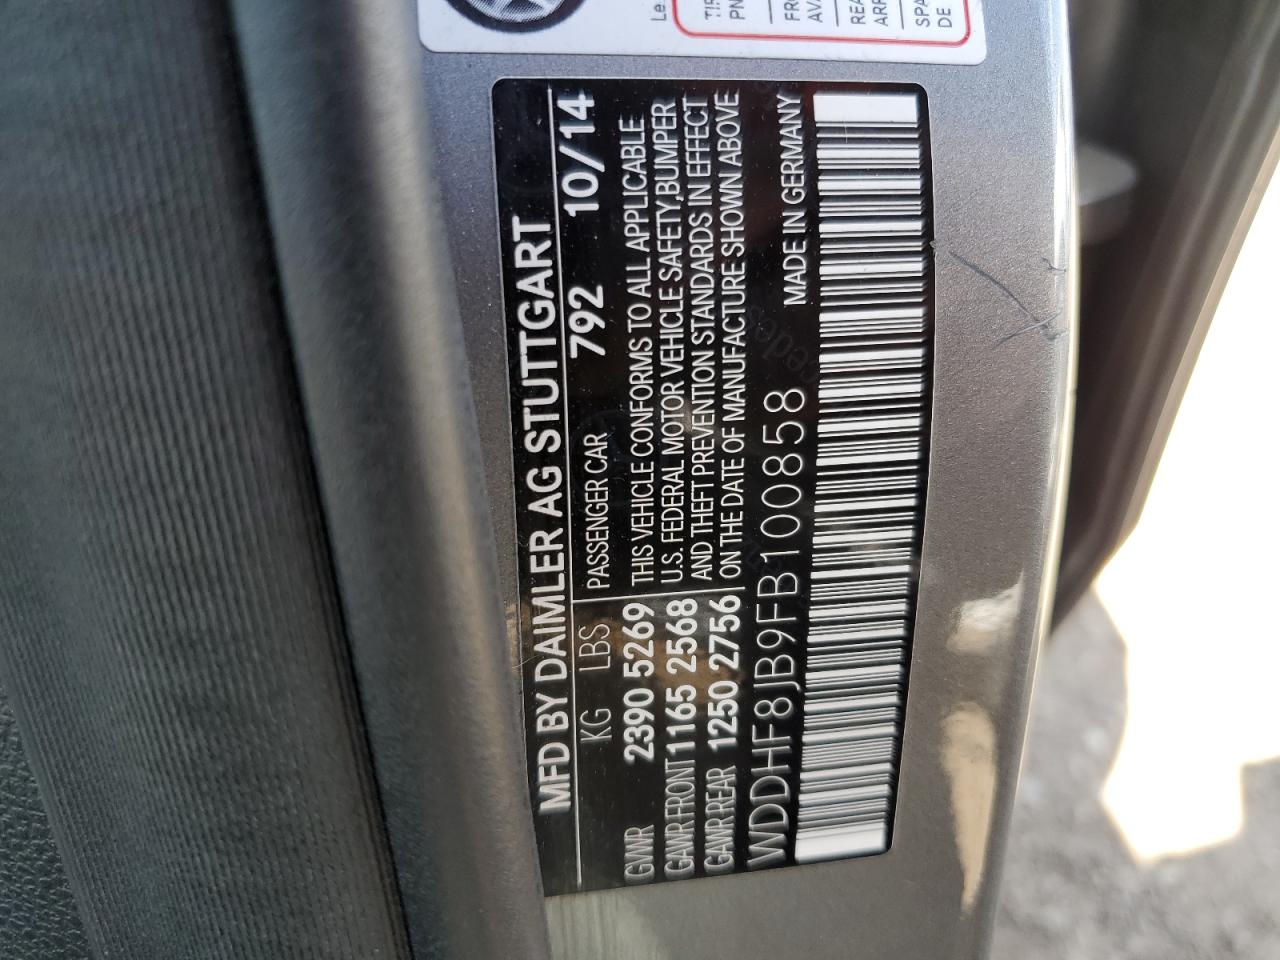 MFD BY DAIMLER AG STUTTGART
KG LBS PASSENGER CAR 792 10/14
GVWR 2390 5269
GAWR FRONT 1165 2568
GAWR REAR 1250 2756
THIS VEHICLE CONFORMS TO ALL APPLICABLE
U.S. FEDERAL MOTOR VEHICLE SAFETY,BUMPER
AND THEFT PREVENTION STANDARDS IN EFFECT
ON THE DATE OF MANUFACTURE SHOWN ABOVE
WDDHF8JB9FB100858 MADE IN GERMANY
DE